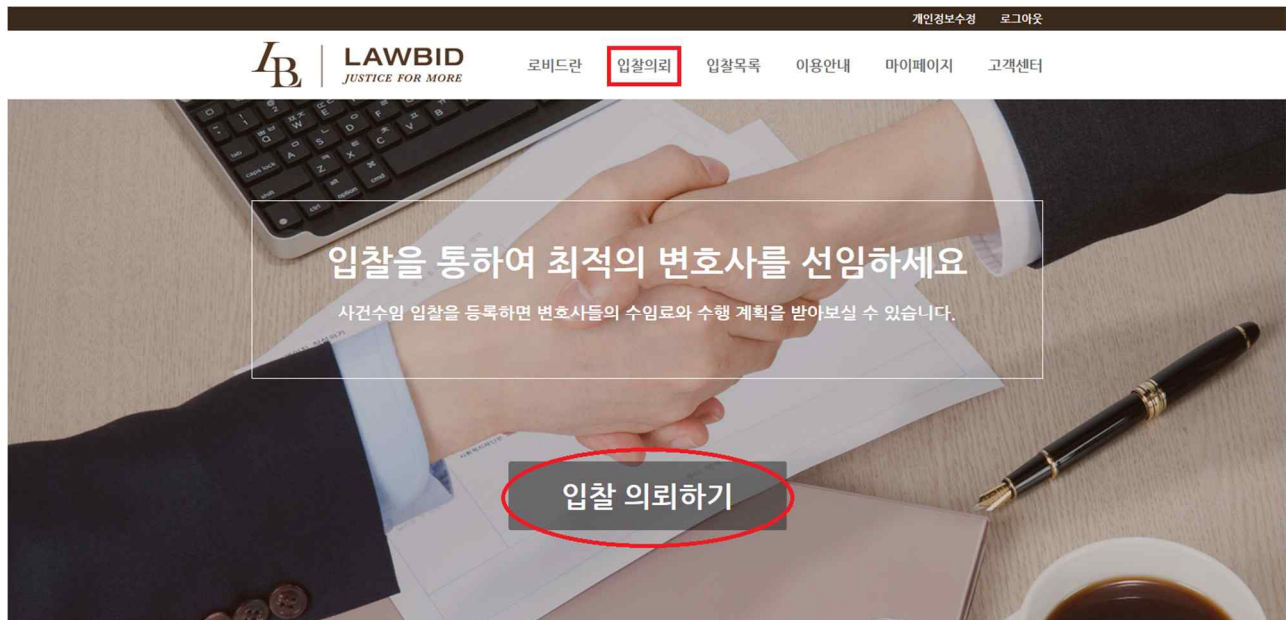 개인정보수정 로그아웃
LB LAWBID
JUSTICE FOR MORE
로비드란 입찰의뢰 입찰목록 이용안내 마이페이지 고객센터
입찰을 통하여 최적의 변호사를 선임하세요
사건수임 입찰을 등록하면 변호사들의 수임료와 수행 계획을 받아보실 수 있습니다.
입찰 의뢰하기